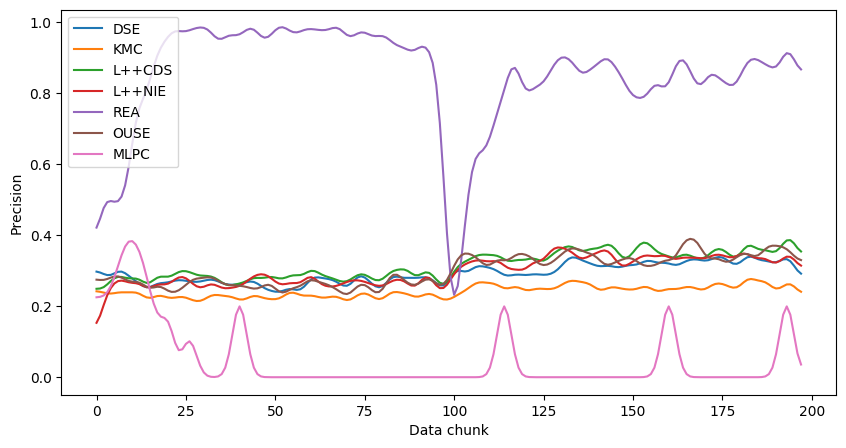 DSE
KMC
L++CDS
L++NIE
REA
OUSE
MLPC
1.0
0.8
0.6
0.4
0.2
0.0
Precision
0
25
50
75
100
125
150
175
200
Data chunk